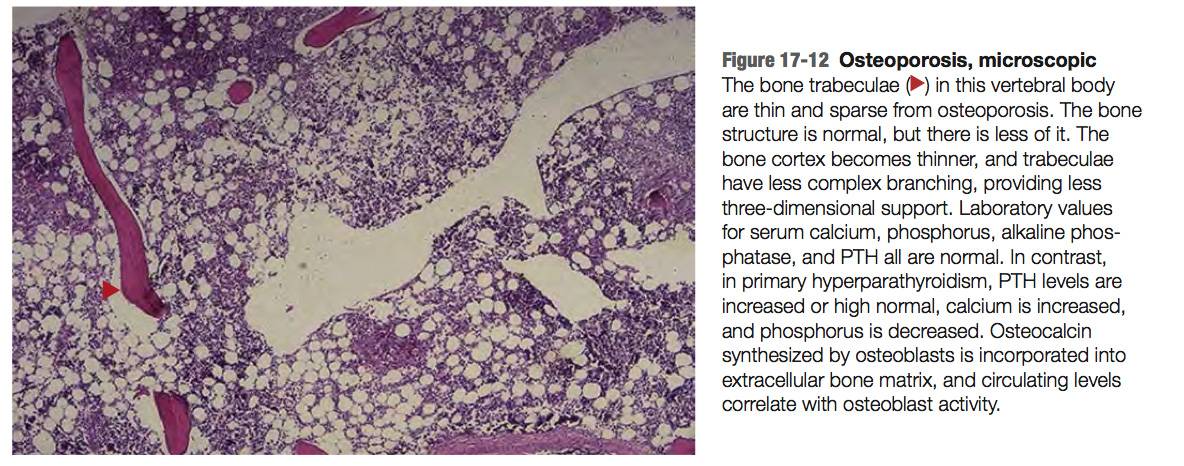 Figure 17-12 Osteoporosis, microscopic
The bone trabeculae (▶) in this vertebral body
are thin and sparse from osteoporosis. The bone
structure is normal, but there is less of it. The
bone cortex becomes thinner, and trabeculae
have less complex branching, providing less
three-dimensional support. Laboratory values
for serum calcium, phosphorus, alkaline phos-
phatase, and PTH all are normal. In contrast,
in primary hyperparathyroidism, PTH levels are
increased or high normal, calcium is increased,
and phosphorus is decreased. Osteocalcin
synthesized by osteoblasts is incorporated into
extracellular bone matrix, and circulating levels
correlate with osteoblast activity.